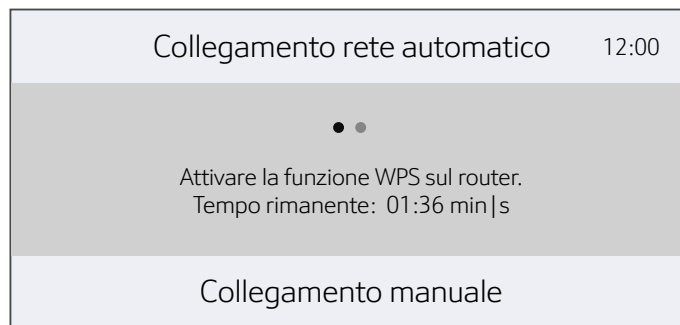 Collegamento rete automatico 12:00
Attivare la funzione WPS sul router.
Tempo rimanente: 01:36 min|s
Collegamento manuale